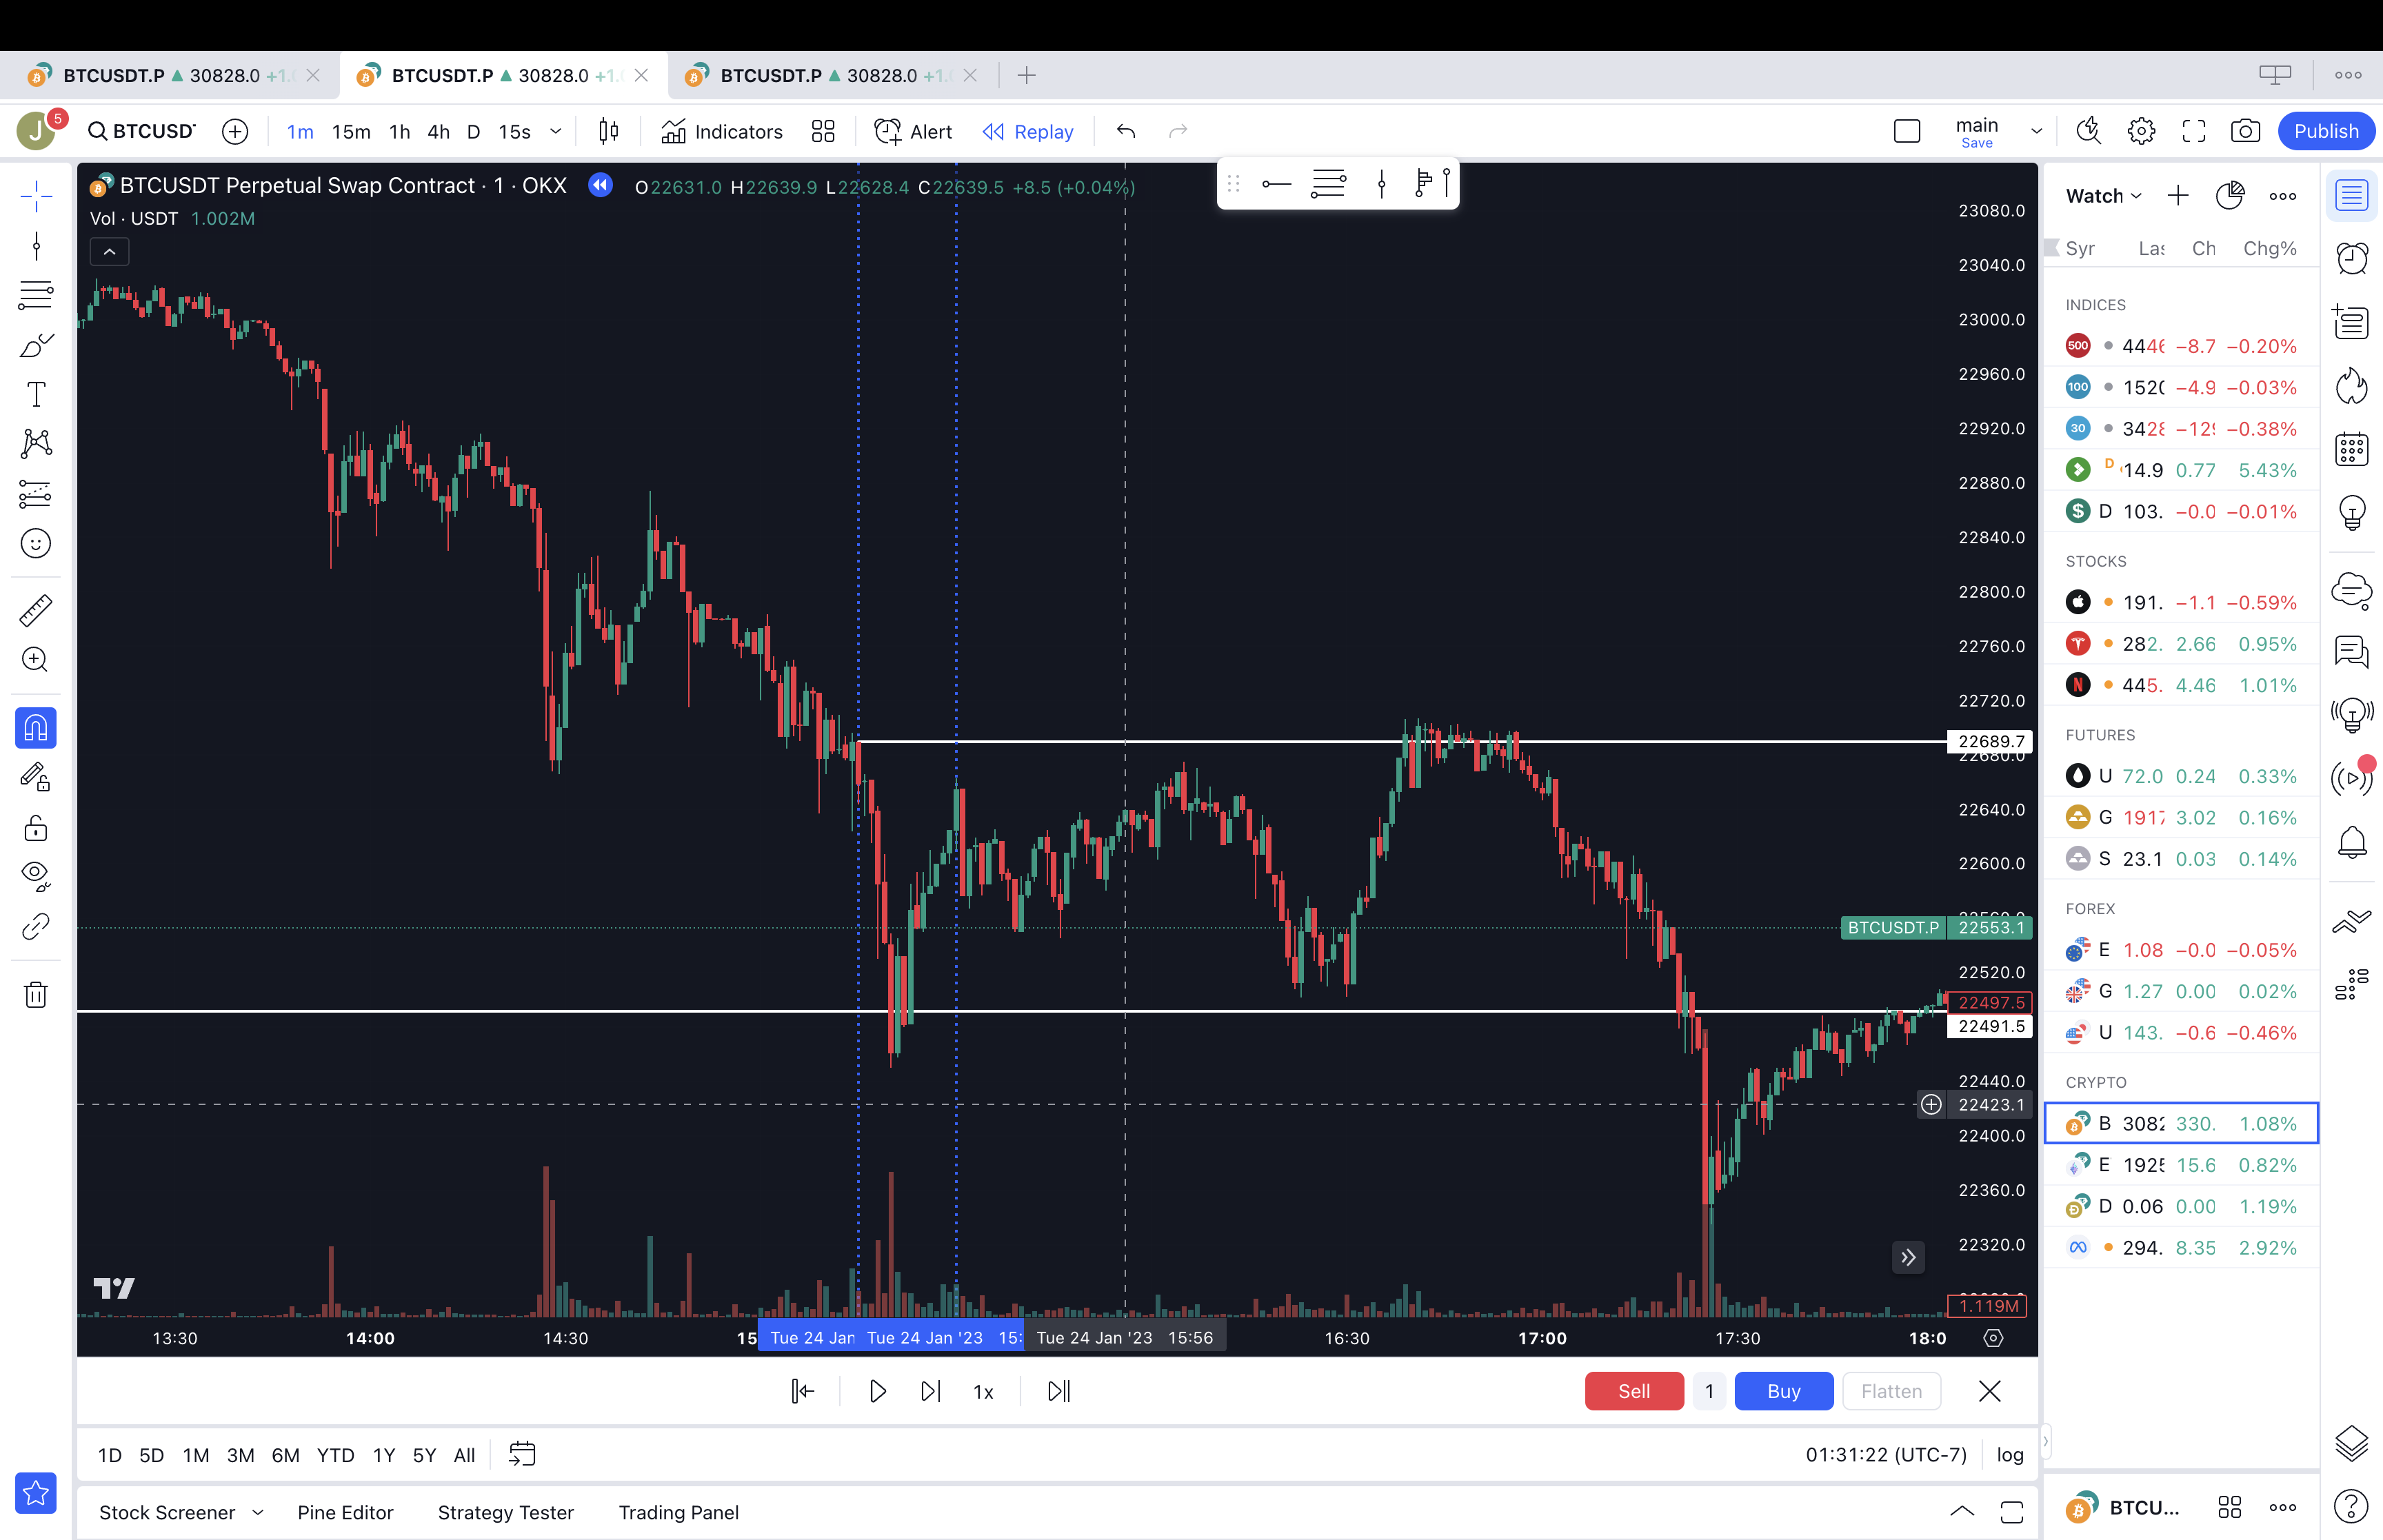 BTCUSDT.P 30828.0 +1. BTCUSDT.P 30828.0 +1. BTCUSDT.P 30828.0 +1.
J 5 BTCUSD 1m 15m 1h 4h D 15s Indicators Alert Replay main Save Publish
BTCUSDT Perpetual Swap Contract · 1 · OKX O22631.0 H22639.9 L22628.4 C22639.5 +8.5 (+0.04%)
Vol · USDT 1.002M
23080.0
23040.0
23000.0
22960.0
22920.0
22880.0
22840.0
22800.0
22760.0
22720.0
22689.7
22680.0
22640.0
22600.0
22560.0
BTCUSDT.P 22553.1
22520.0
22497.5
22491.5
22440.0
22423.1
22400.0
22360.0
22320.0
1.119M
13:30 14:00 14:30 15 Tue 24 Jan Tue 24 Jan '23 15: Tue 24 Jan '23 15:56 16:30 17:00 17:30 18:0
1x Sell 1 Buy Flatten
1D 5D 1M 3M 6M YTD 1Y 5Y All 01:31:22 (UTC-7) log
Stock Screener Pine Editor Strategy Tester Trading Panel
Watch
Syr Las Ch Chg%
INDICES
500 4446 −8.7 −0.20%
100 1520 −4.9 −0.03%
30 3428 −129 −0.38%
D 14.9 0.77 5.43%
$ D 103. −0.0 −0.01%
STOCKS
191. −1.1 −0.59%
282. 2.66 0.95%
N 445. 4.46 1.01%
FUTURES
U 72.0 0.24 0.33%
G 1917 3.02 0.16%
S 23.1 0.03 0.14%
FOREX
E 1.08 −0.0 −0.05%
G 1.27 0.00 0.02%
U 143. −0.6 −0.46%
CRYPTO
B 3082 330. 1.08%
E 1925 15.6 0.82%
D 0.06 0.00 1.19%
294. 8.35 2.92%
BTCU...